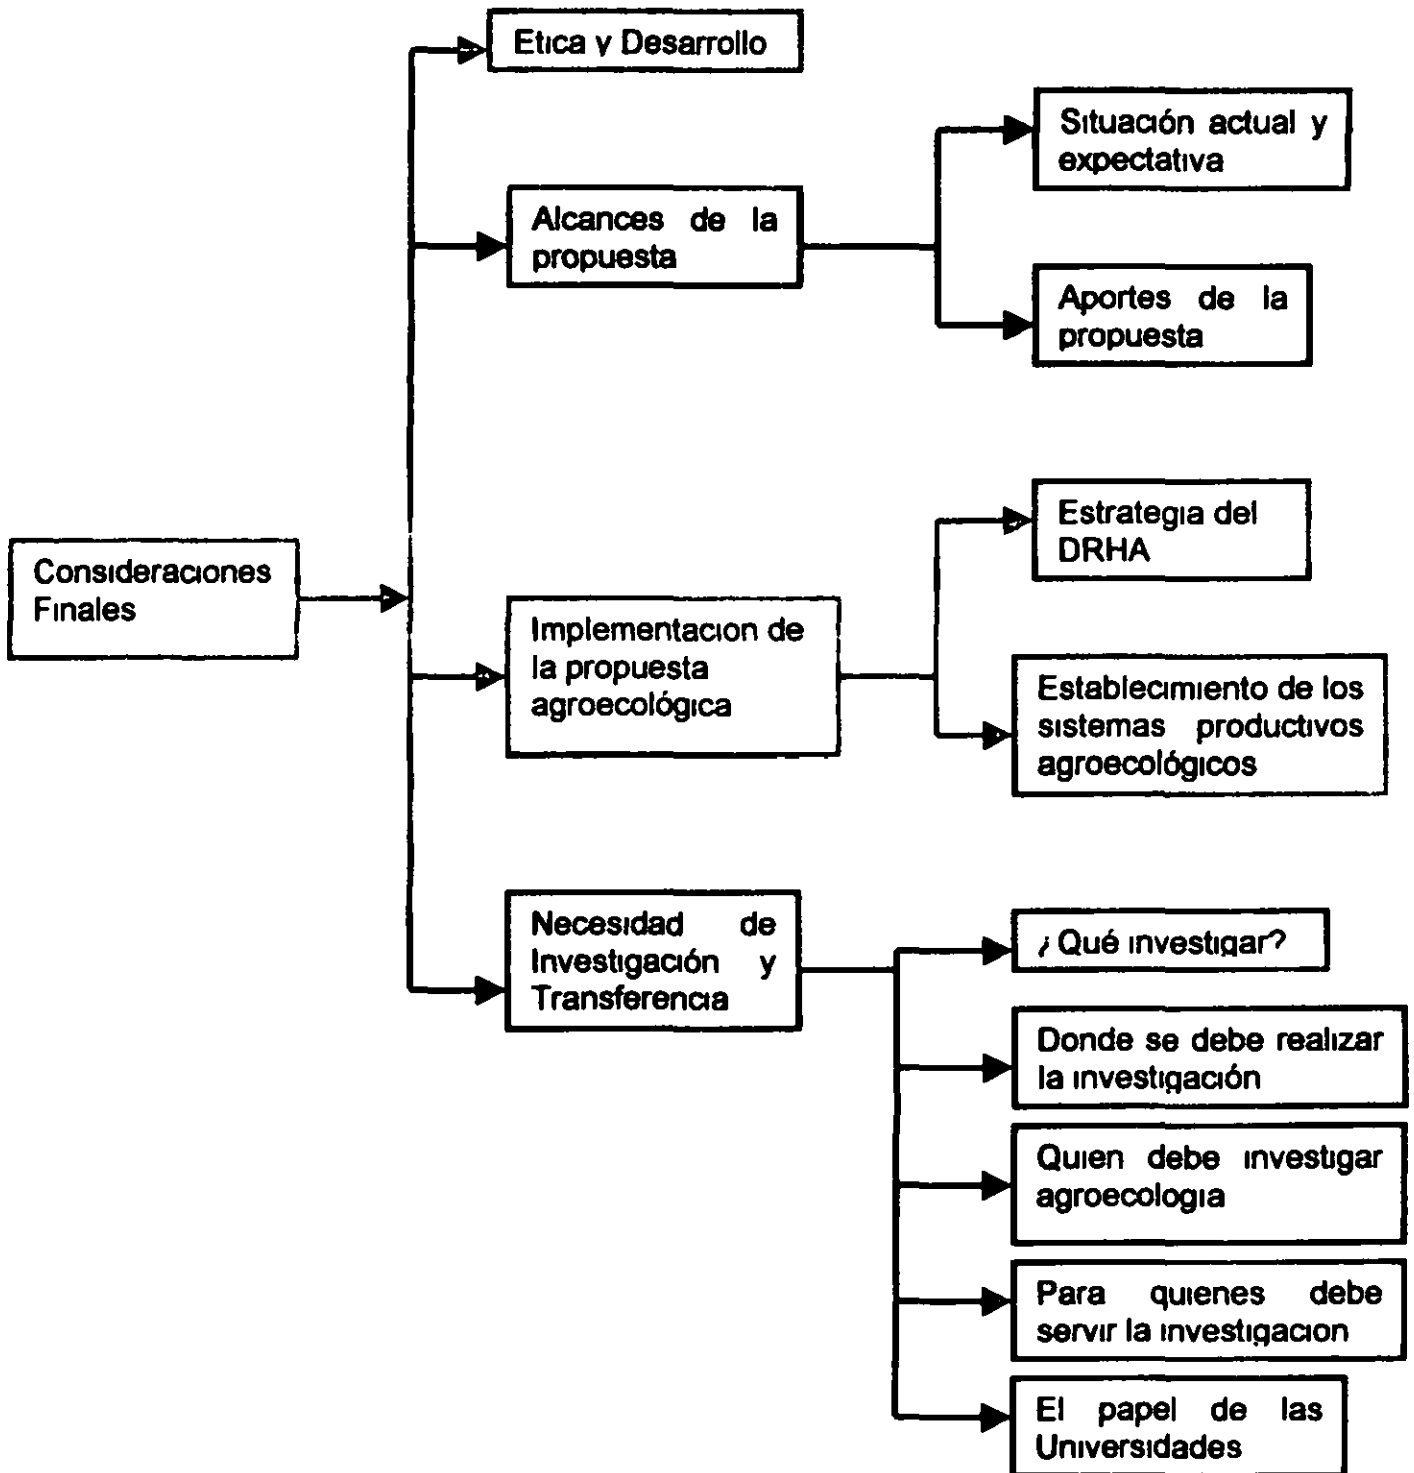 Etica y Desarrollo
Situación actual y
expectativa
Alcances de la
propuesta
Aportes de la
propuesta
Estrategia del
DRHA
Consideraciones
Finales
Implementacion de
la propuesta
agroecológica
Establecimiento de los
sistemas productivos
agroecológicos
Necesidad de
Investigación y
Transferencia
¿Qué investigar?
Donde se debe realizar
la investigación
Quien debe investigar
agroecologia
Para quienes debe
servir la investigacion
El papel de las
Universidades